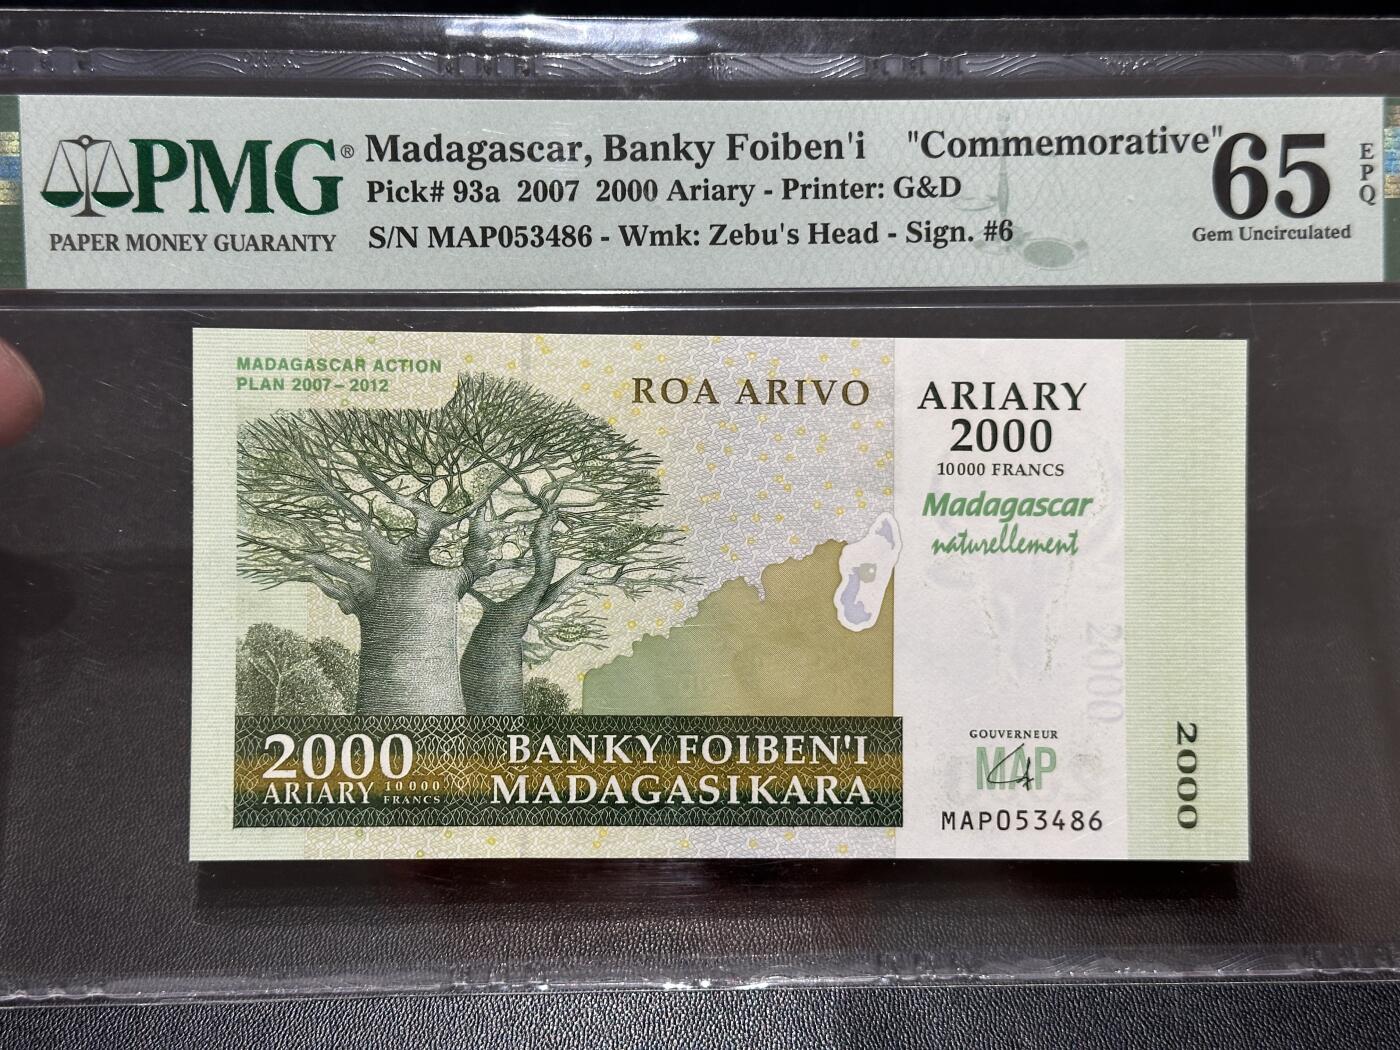 PMG® Madagascar, Banky Foiben'i "Commemorative" 65 EPQ
Pick# 93a 2007 2000 Ariary - Printer: G&D
PAPER MONEY GUARANTY S/N MAP053486 - Wmk: Zebu's Head - Sign. #6 Gem Uncirculated
MADAGASCAR ACTION
PLAN 2007-2012
ROA ARIVO
ARIARY
2000
10000 FRANCS
Madagascar
naturellement
2000
ARIARY 10000 FRANCS
BANKY FOIBEN'I
MADAGASIKARA
GOUVERNEUR
MAP
MAP053486
2000
2000